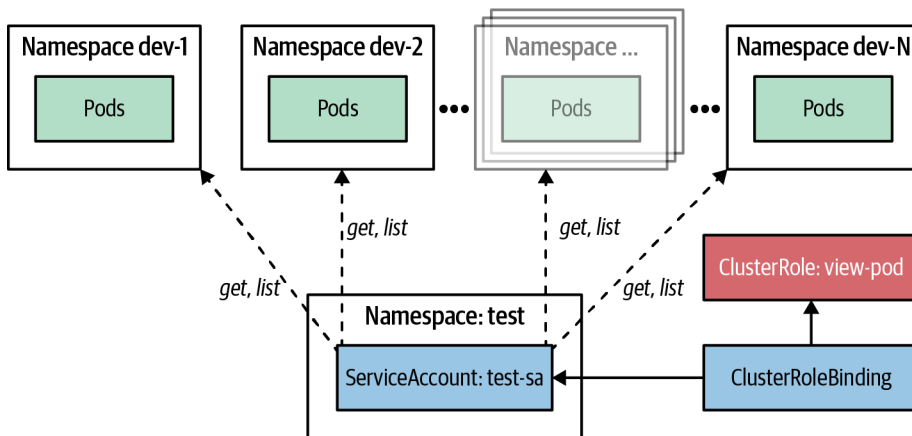 Namespace dev-1
Namespace dev-2
Namespace ...
Namespace dev-N
Pods
Pods
Pods
Pods
•••
•••
get, list
get, list
get, list
get, list
ClusterRole: view-pod
Namespace: test
ServiceAccount: test-sa
ClusterRoleBinding